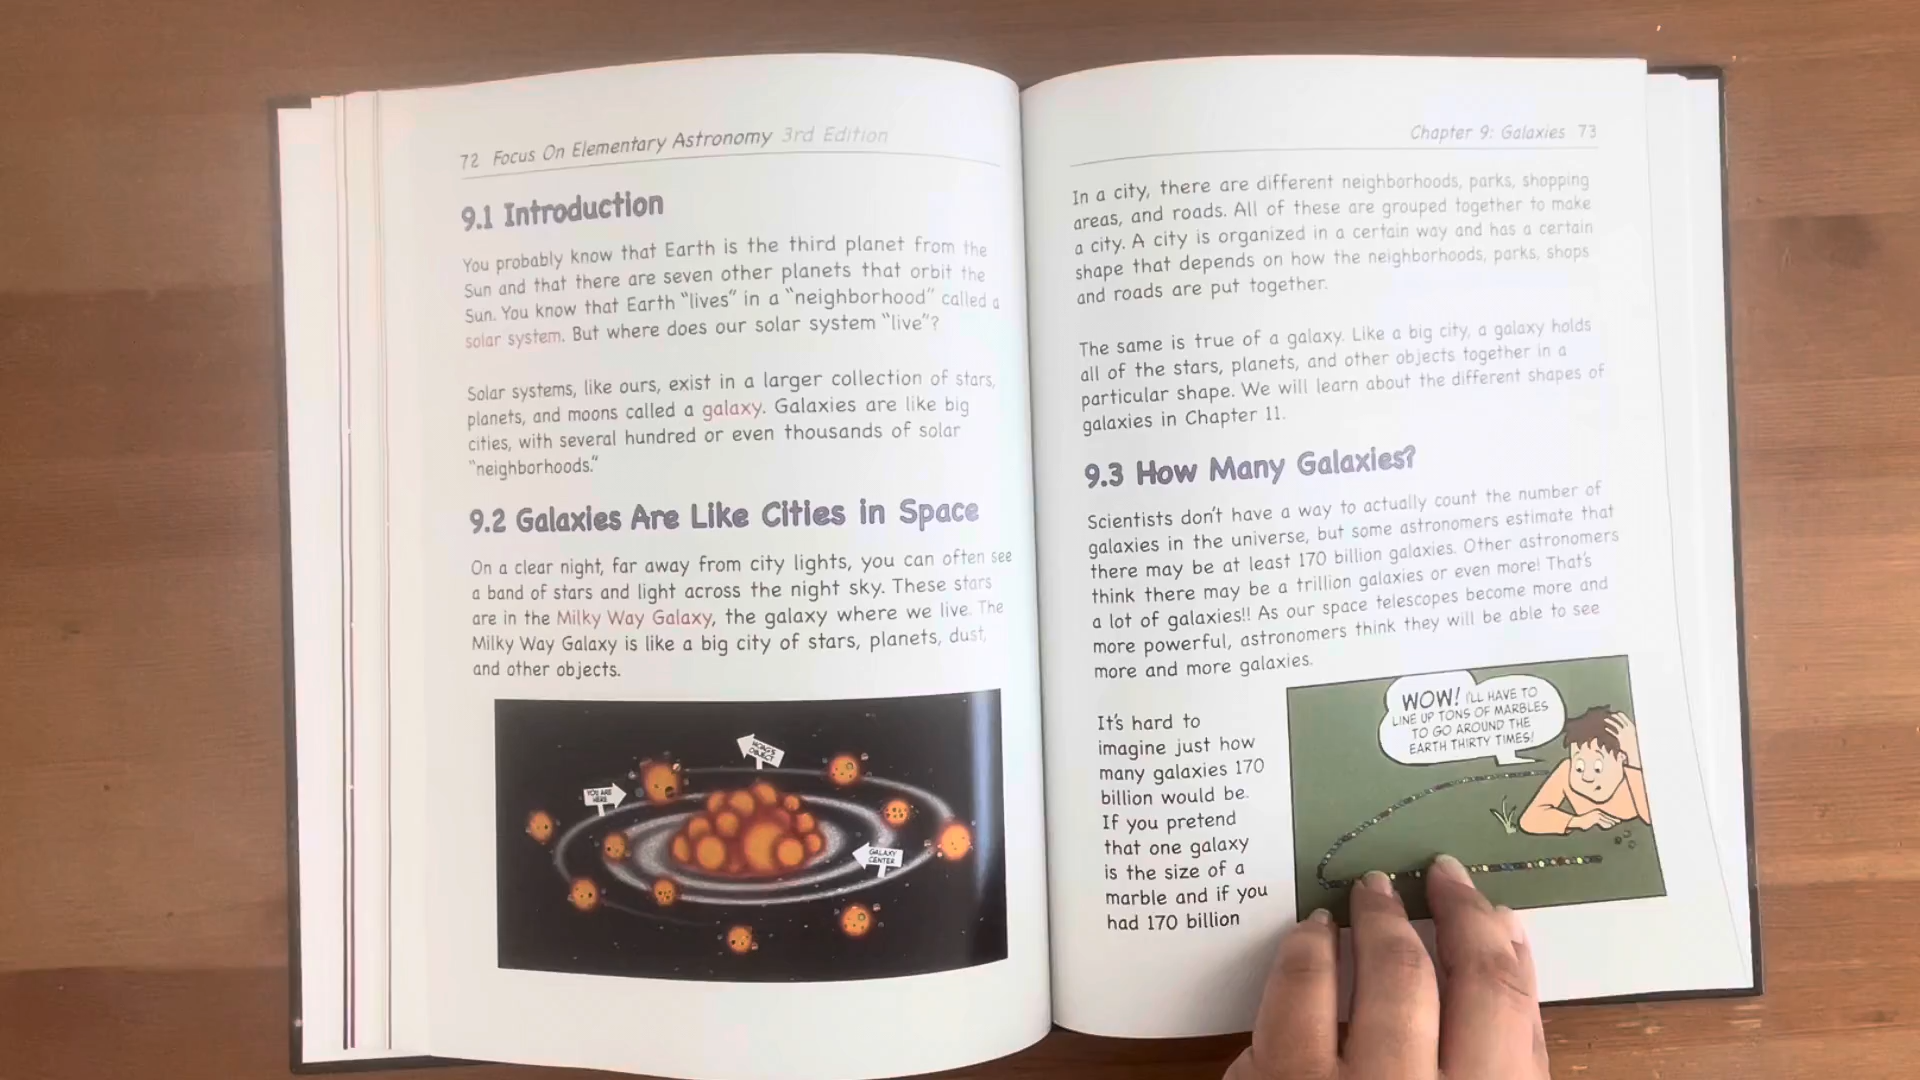 72 Focus On Elementary Astronomy 3rd Edition
9.1 Introduction
You probably know that Earth is the third planet from the
Sun and that there are seven other planets that orbit the
Sun. You know that Earth "lives" in a "neighborhood" called a
solar system. But where does our solar system "live"?
Solar systems, like ours, exist in a larger collection of stars,
planets, and moons called a galaxy. Galaxies are like big
cities, with several hundred or even thousands of solar
"neighborhoods."
9.2 Galaxies Are Like Cities in Space
On a clear night, far away from city lights, you can often see
a band of stars and light across the night sky. These stars
are in the Milky Way Galaxy, the galaxy where we live. The
Milky Way Galaxy is like a big city of stars, planets, dust,
and other objects.
HOAG'S
OBJECT
YOU ARE
HERE
GALAXY
CENTER
Chapter 9: Galaxies 73
In a city, there are different neighborhoods, parks, shopping
areas, and roads. All of these are grouped together to make
a city. A city is organized in a certain way and has a certain
shape that depends on how the neighborhoods, parks, shops
and roads are put together.
The same is true of a galaxy. Like a big city, a galaxy holds
all of the stars, planets, and other objects together in a
particular shape. We will learn about the different shapes of
galaxies in Chapter 11.
9.3 How Many Galaxies?
Scientists don't have a way to actually count the number of
galaxies in the universe, but some astronomers estimate that
there may be at least 170 billion galaxies. Other astronomers
think there may be a trillion galaxies or even more! That's
a lot of galaxies!! As our space telescopes become more and
more powerful, astronomers think they will be able to see
more and more galaxies.
It's hard to
imagine just how
many galaxies 170
billion would be.
If you pretend
that one galaxy
is the size of a
marble and if you
had 170 billion
WOW! I'LL HAVE TO
LINE UP TONS OF MARBLES
TO GO AROUND THE
EARTH THIRTY TIMES!